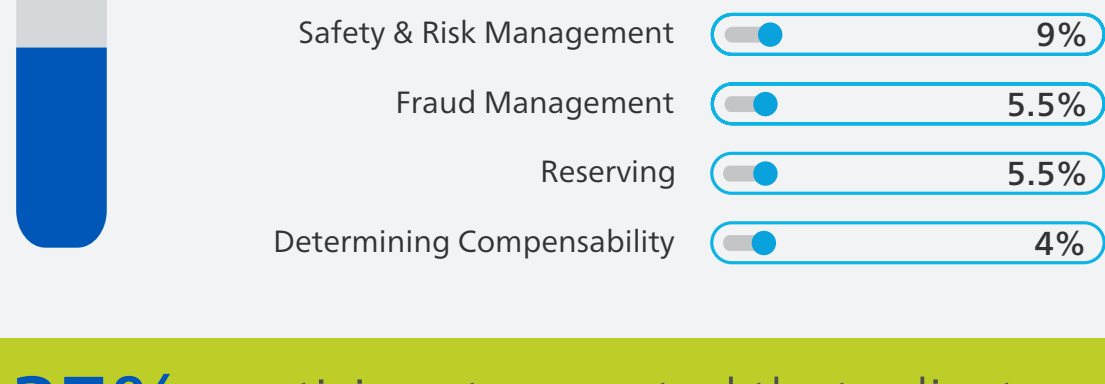 Safety & Risk Management 9%
Fraud Management 5.5%
Reserving 5.5%
Determining Compensability 4%